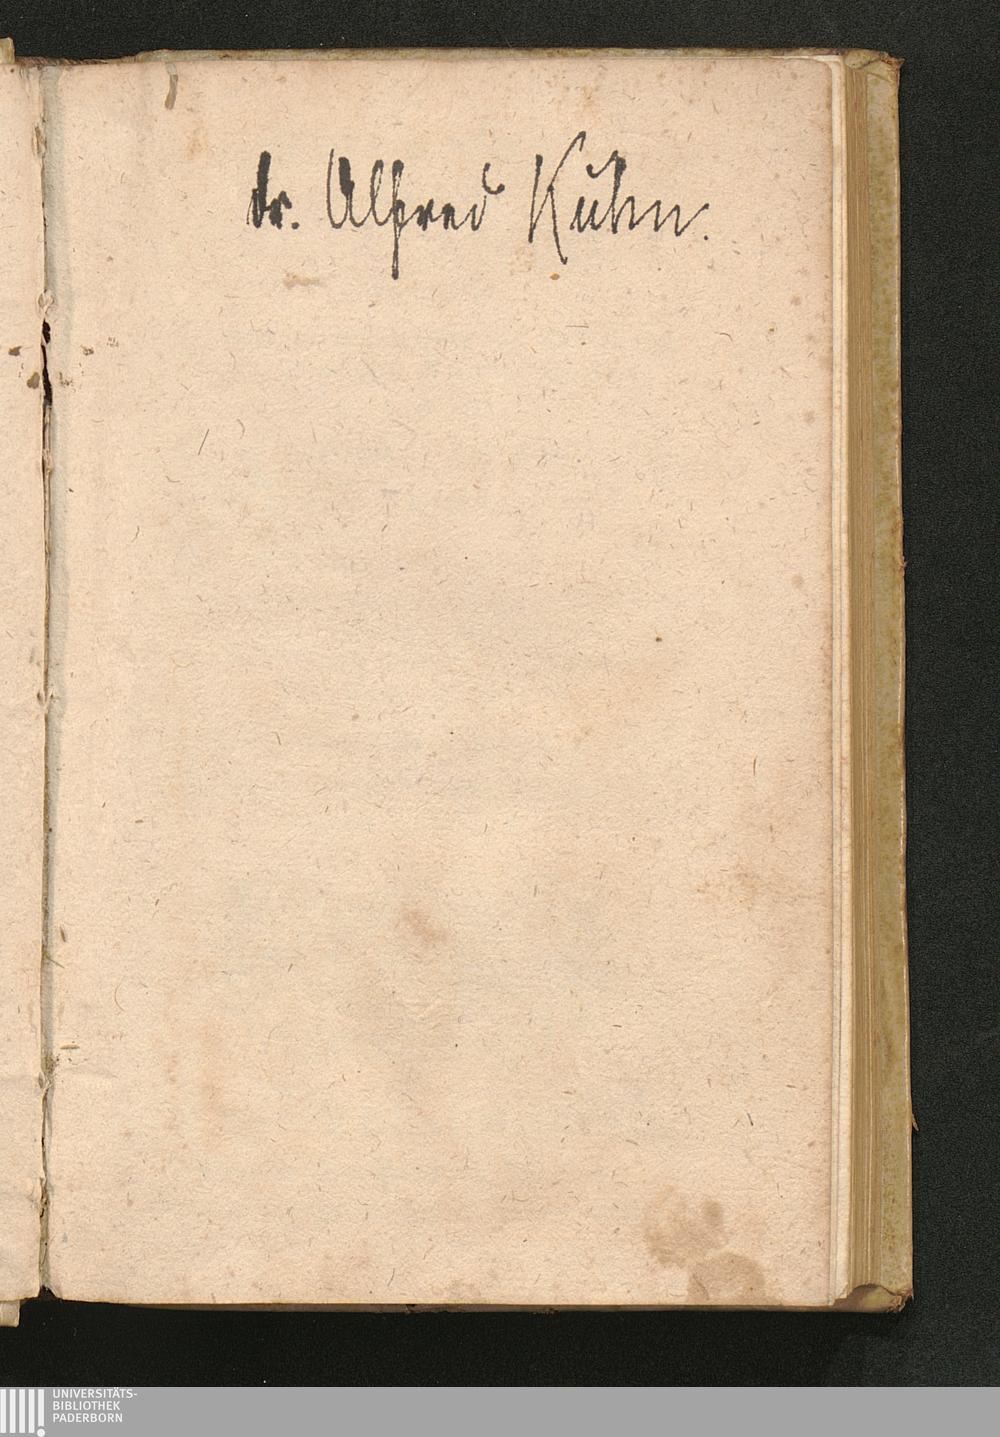 Dr. Alfred Kuhn.
UNIVERSITÄTS-
BIBLIOTHEK
PADERBORN